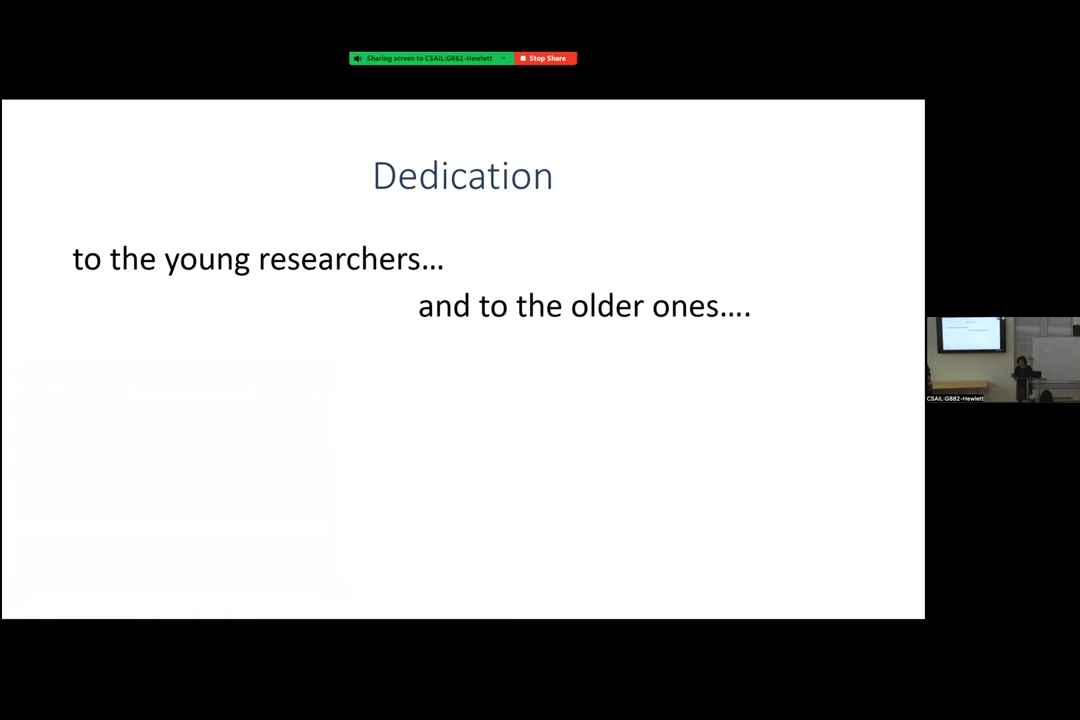 Sharing screen to CSAIL:G882-Hewlett
Stop Share
Dedication
to the young researchers...
and to the older ones....
CSAIL:G882-Hewlett